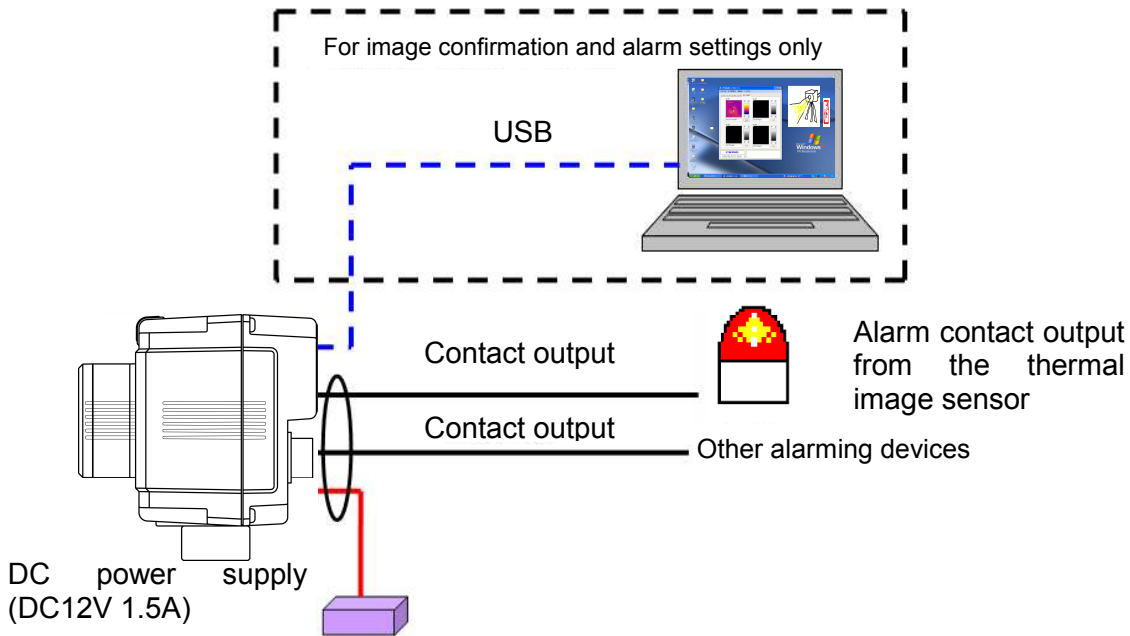 For image confirmation and alarm settings only
USB
Windows
Contact output
Alarm contact output
from the thermal
image sensor
Contact output
Other alarming devices
DC power supply
(DC12V 1.5A)